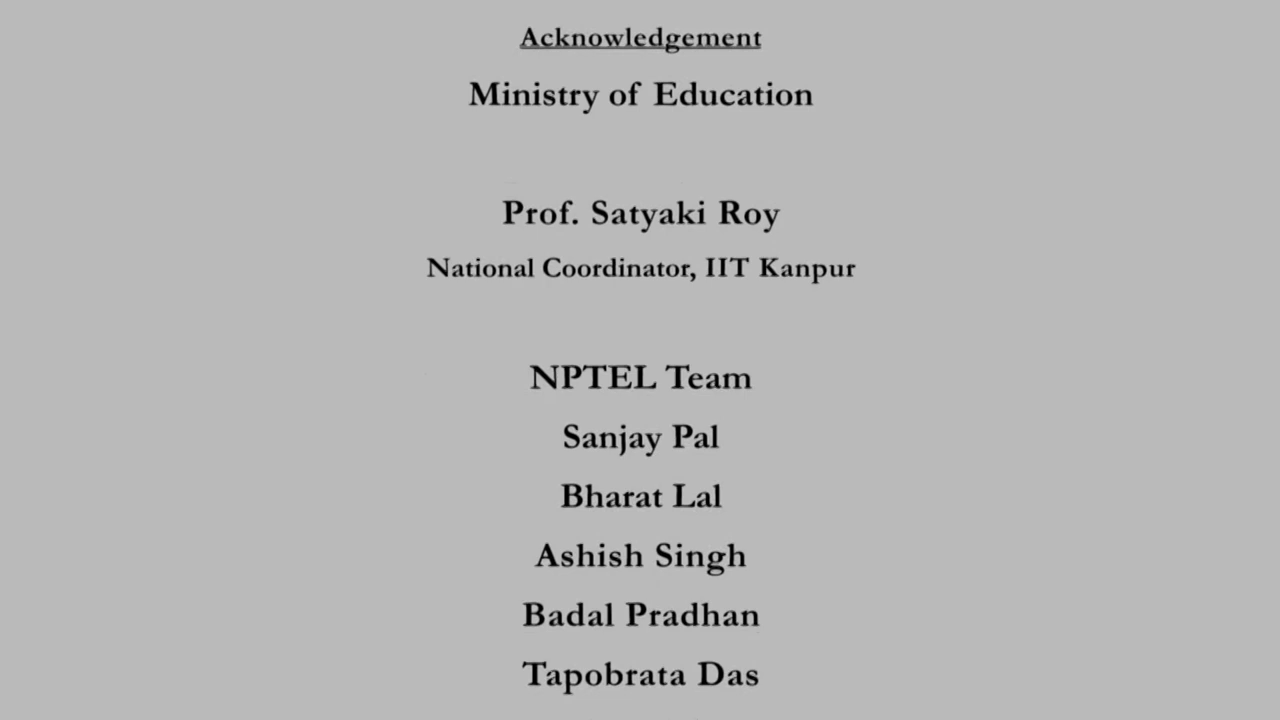 Acknowledgement
Ministry of Education
Prof. Satyaki Roy
National Coordinator, IIT Kanpur
NPTEL Team
Sanjay Pal
Bharat Lal
Ashish Singh
Badal Pradhan
Tapobrata Das